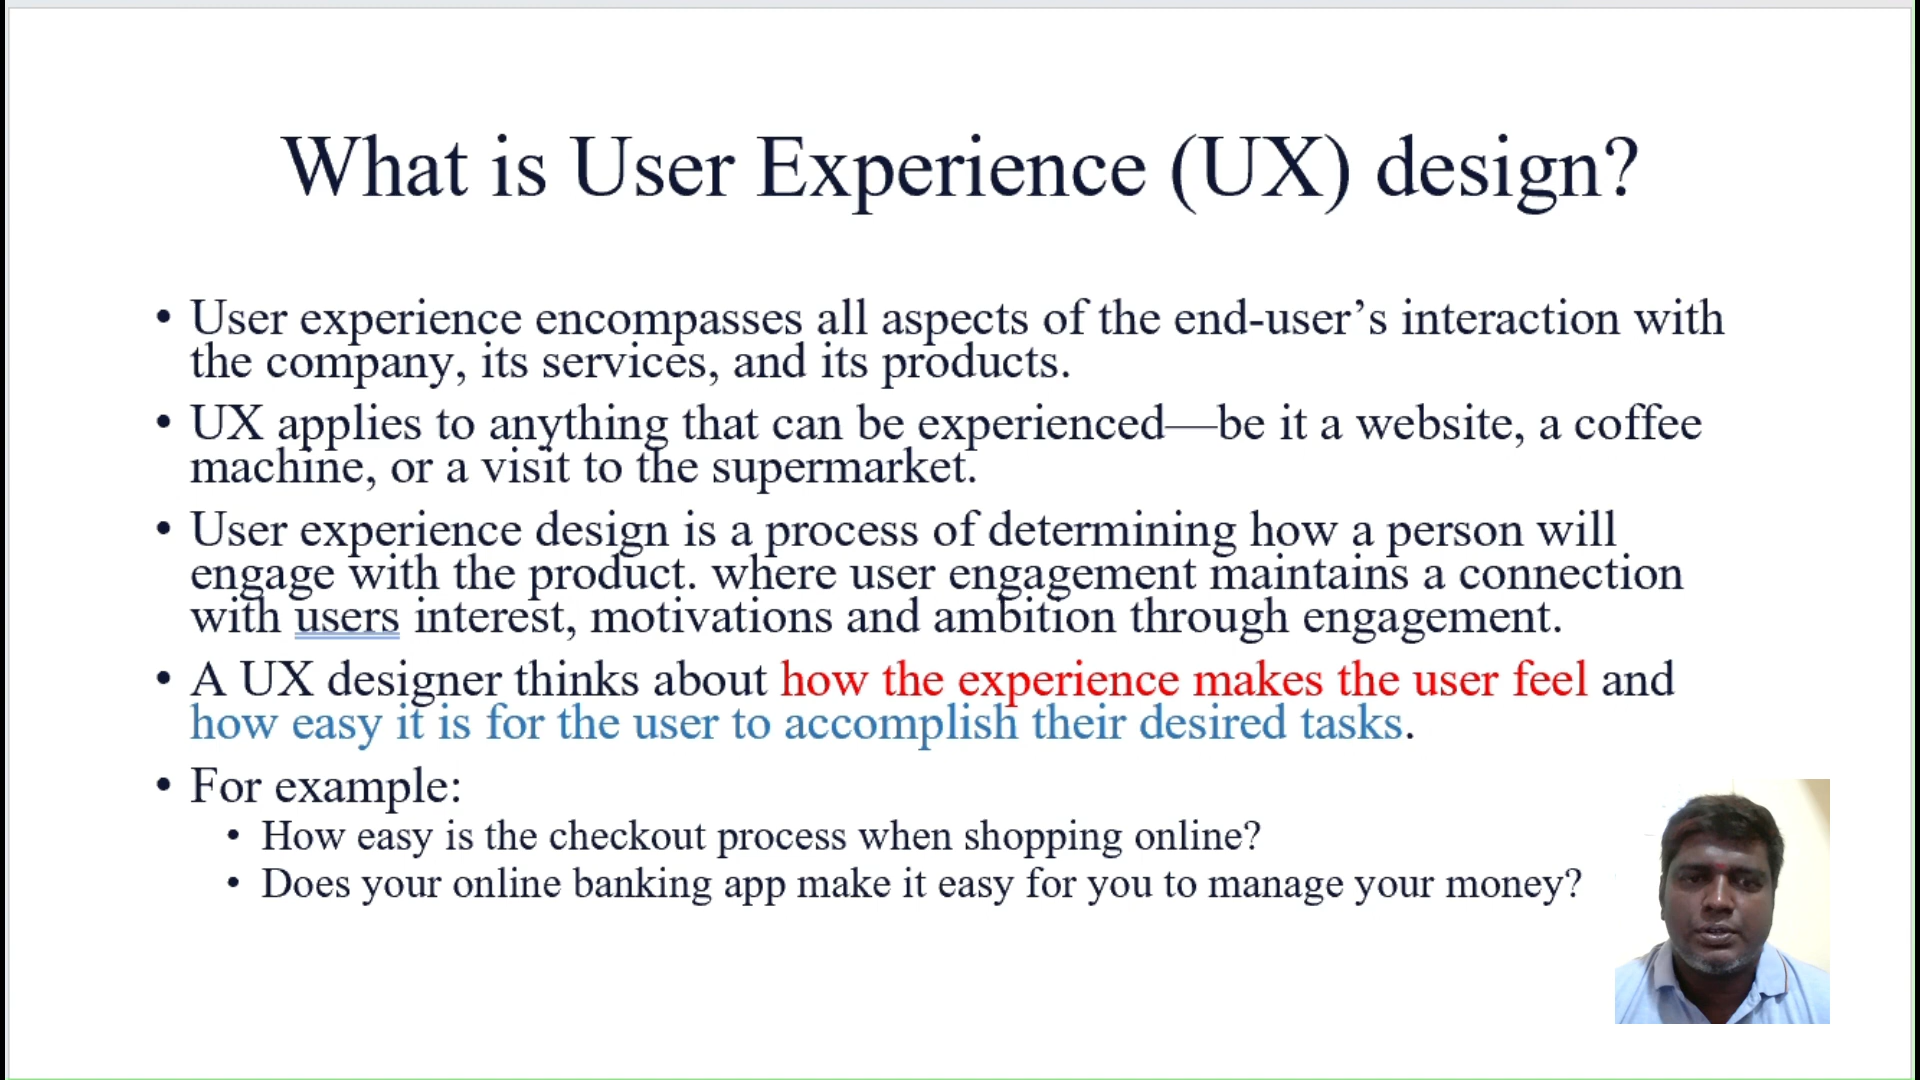 What is User Experience (UX) design?
• User experience encompasses all aspects of the end-user’s interaction with
the company, its services, and its products.
• UX applies to anything that can be experienced—be it a website, a coffee
machine, or a visit to the supermarket.
• User experience design is a process of determining how a person will
engage with the product. where user engagement maintains a connection
with users interest, motivations and ambition through engagement.
• A UX designer thinks about how the experience makes the user feel and
how easy it is for the user to accomplish their desired tasks.
• For example:
• How easy is the checkout process when shopping online?
• Does your online banking app make it easy for you to manage your money?